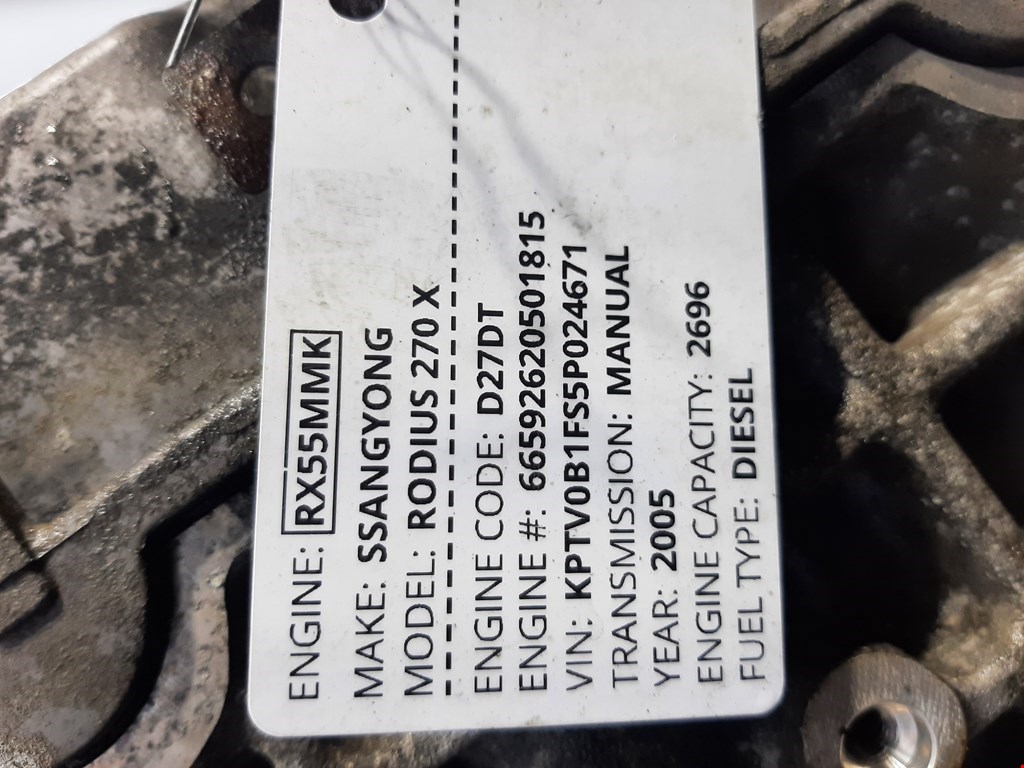 ENGINE: RX55MMK
MAKE: SSANGYONG
MODEL: RODIUS 270 X
ENGINE CODE: D27DT
ENGINE #: 66592620501815
VIN: KPTV0B1FS5P024671
TRANSMISSION: MANUAL
YEAR: 2005
ENGINE CAPACITY: 2696
FUEL TYPE: DIESEL